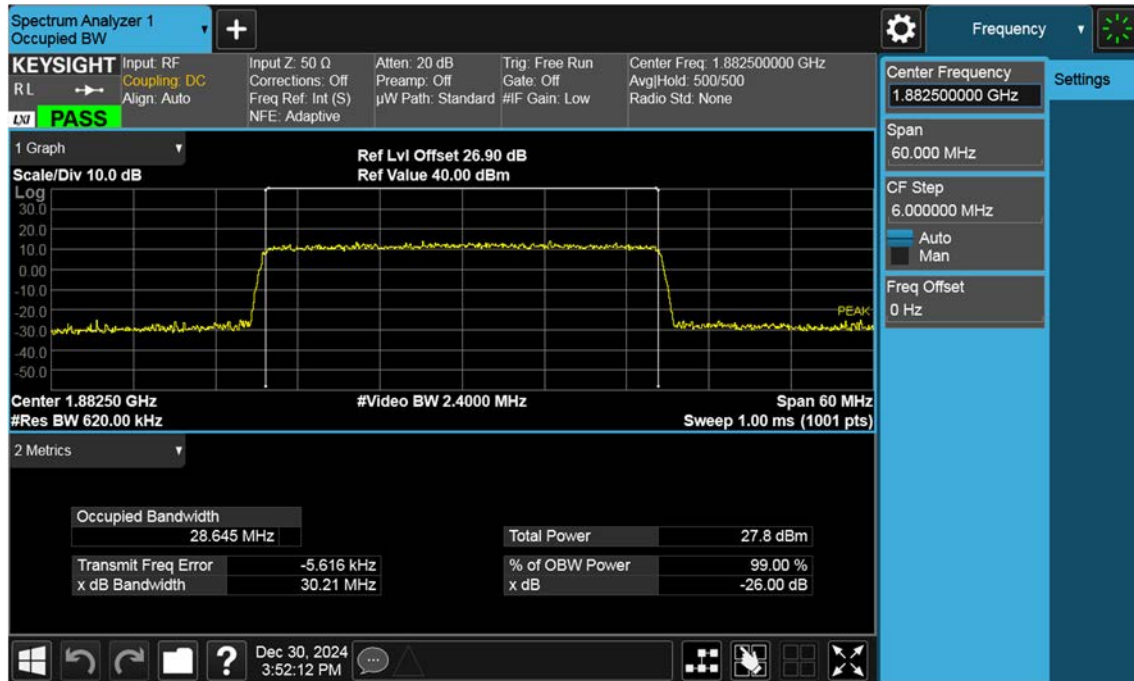 Spectrum Analyzer 1
Occupied BW
▼
+
Frequency
▼
KEYSIGHT
R L
LXI
PASS
Input: RF
Coupling: DC
Align: Auto
Input Z: 50 Ω
Corrections: Off
Freq Ref: Int (S)
NFE: Adaptive
Atten: 20 dB
Preamp: Off
µW Path: Standard
Trig: Free Run
Gate: Off
#IF Gain: Low
Center Freq: 1.882500000 GHz
Avg|Hold: 500/500
Radio Std: None
1 Graph
▼
Scale/Div 10.0 dB
Ref Lvl Offset 26.90 dB
Ref Value 40.00 dBm
Log
30.0
20.0
10.0
0.00
-10.0
-20.0
-30.0
-40.0
-50.0
PEAK
Center 1.88250 GHz
#Video BW 2.4000 MHz
Span 60 MHz
#Res BW 620.00 kHz
Sweep 1.00 ms (1001 pts)
2 Metrics
▼
Occupied Bandwidth
28.645 MHz
Total Power 27.8 dBm
Transmit Freq Error -5.616 kHz
% of OBW Power 99.00 %
x dB Bandwidth 30.21 MHz
x dB -26.00 dB
?
Dec 30, 2024
3:52:12 PM
Center Frequency
1.882500000 GHz
Span
60.000 MHz
CF Step
6.000000 MHz
Auto
Man
Freq Offset
0 Hz
Settings